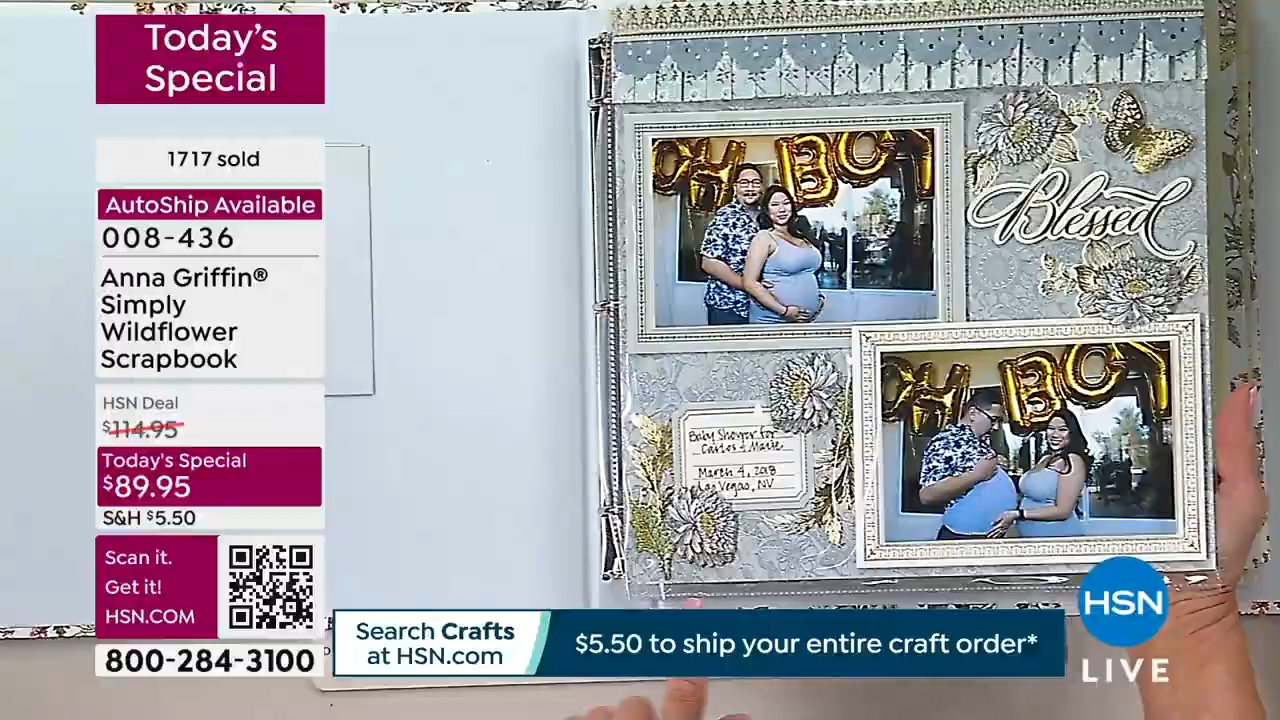 Today's
Special
1717 sold
AutoShip Available
008-436
Anna Griffin®
Simply
Wildflower
Scrapbook
HSN Deal
$114.95
Today's Special
$89.95
S&H $5.50
Scan it.
Get it!
HSN.COM
800-284-3100
OH BOY
Blessed
OH BOY
Baby Shower for
Carlos & Marie
March 4, 2018
Las Vegas, NV
Search Crafts
at HSN.com
$5.50 to ship your entire craft order*
HSN
LIVE